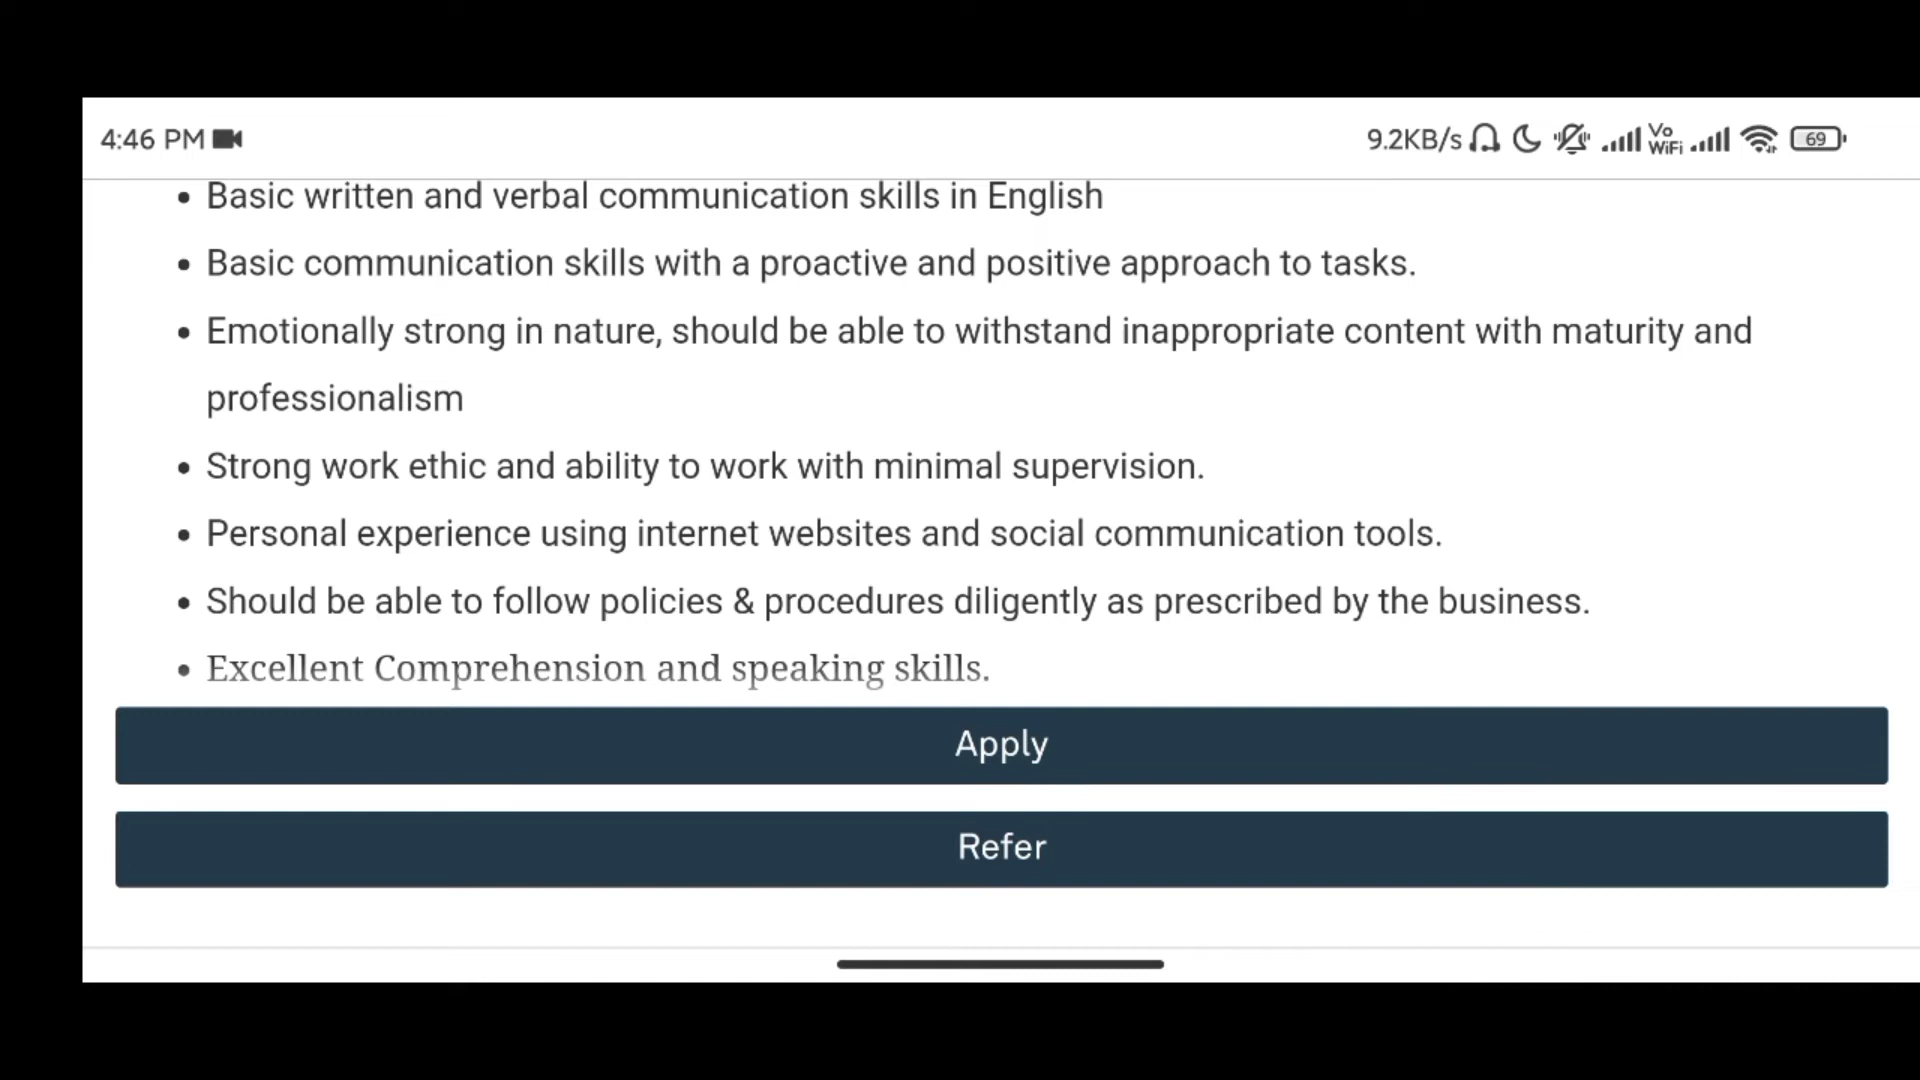 4:46 PM
9.2KB/s Vo WiFi 69
• Basic written and verbal communication skills in English
• Basic communication skills with a proactive and positive approach to tasks.
• Emotionally strong in nature, should be able to withstand inappropriate content with maturity and
professionalism
• Strong work ethic and ability to work with minimal supervision.
• Personal experience using internet websites and social communication tools.
• Should be able to follow policies & procedures diligently as prescribed by the business.
• Excellent Comprehension and speaking skills.
Apply
Refer